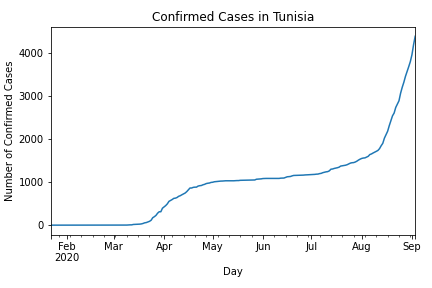 Confirmed Cases in Tunisia
Number of Confirmed Cases
4000
3000
2000
1000
0
Feb Mar Apr May Jun Jul Aug Sep
2020
Day